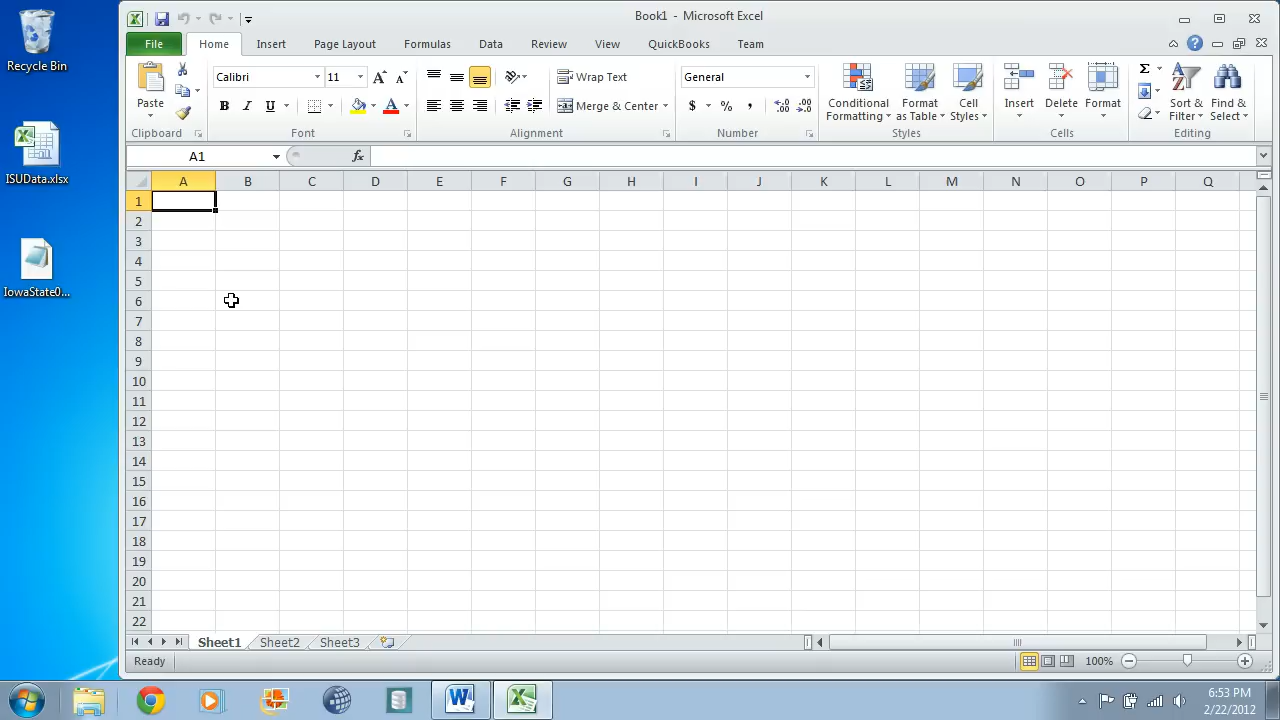 Book1 - Microsoft Excel
File Home Insert Page Layout Formulas Data Review View QuickBooks Team
Recycle Bin
ISUData.xlsx
IowaState0...
Paste
Calibri 11
B I U A
Wrap Text
Merge & Center
General
$ % ,
Conditional Formatting
Format as Table
Cell Styles
Insert Delete Format
Σ
Sort & Filter
Find & Select
Clipboard Font Alignment Number Styles Cells Editing
A1 fx
A B C D E F G H I J K L M N O P Q
1
2
3
4
5
6
7
8
9
10
11
12
13
14
15
16
17
18
19
20
21
22
Sheet1 Sheet2 Sheet3
Ready 100%
6:53 PM
2/22/2012